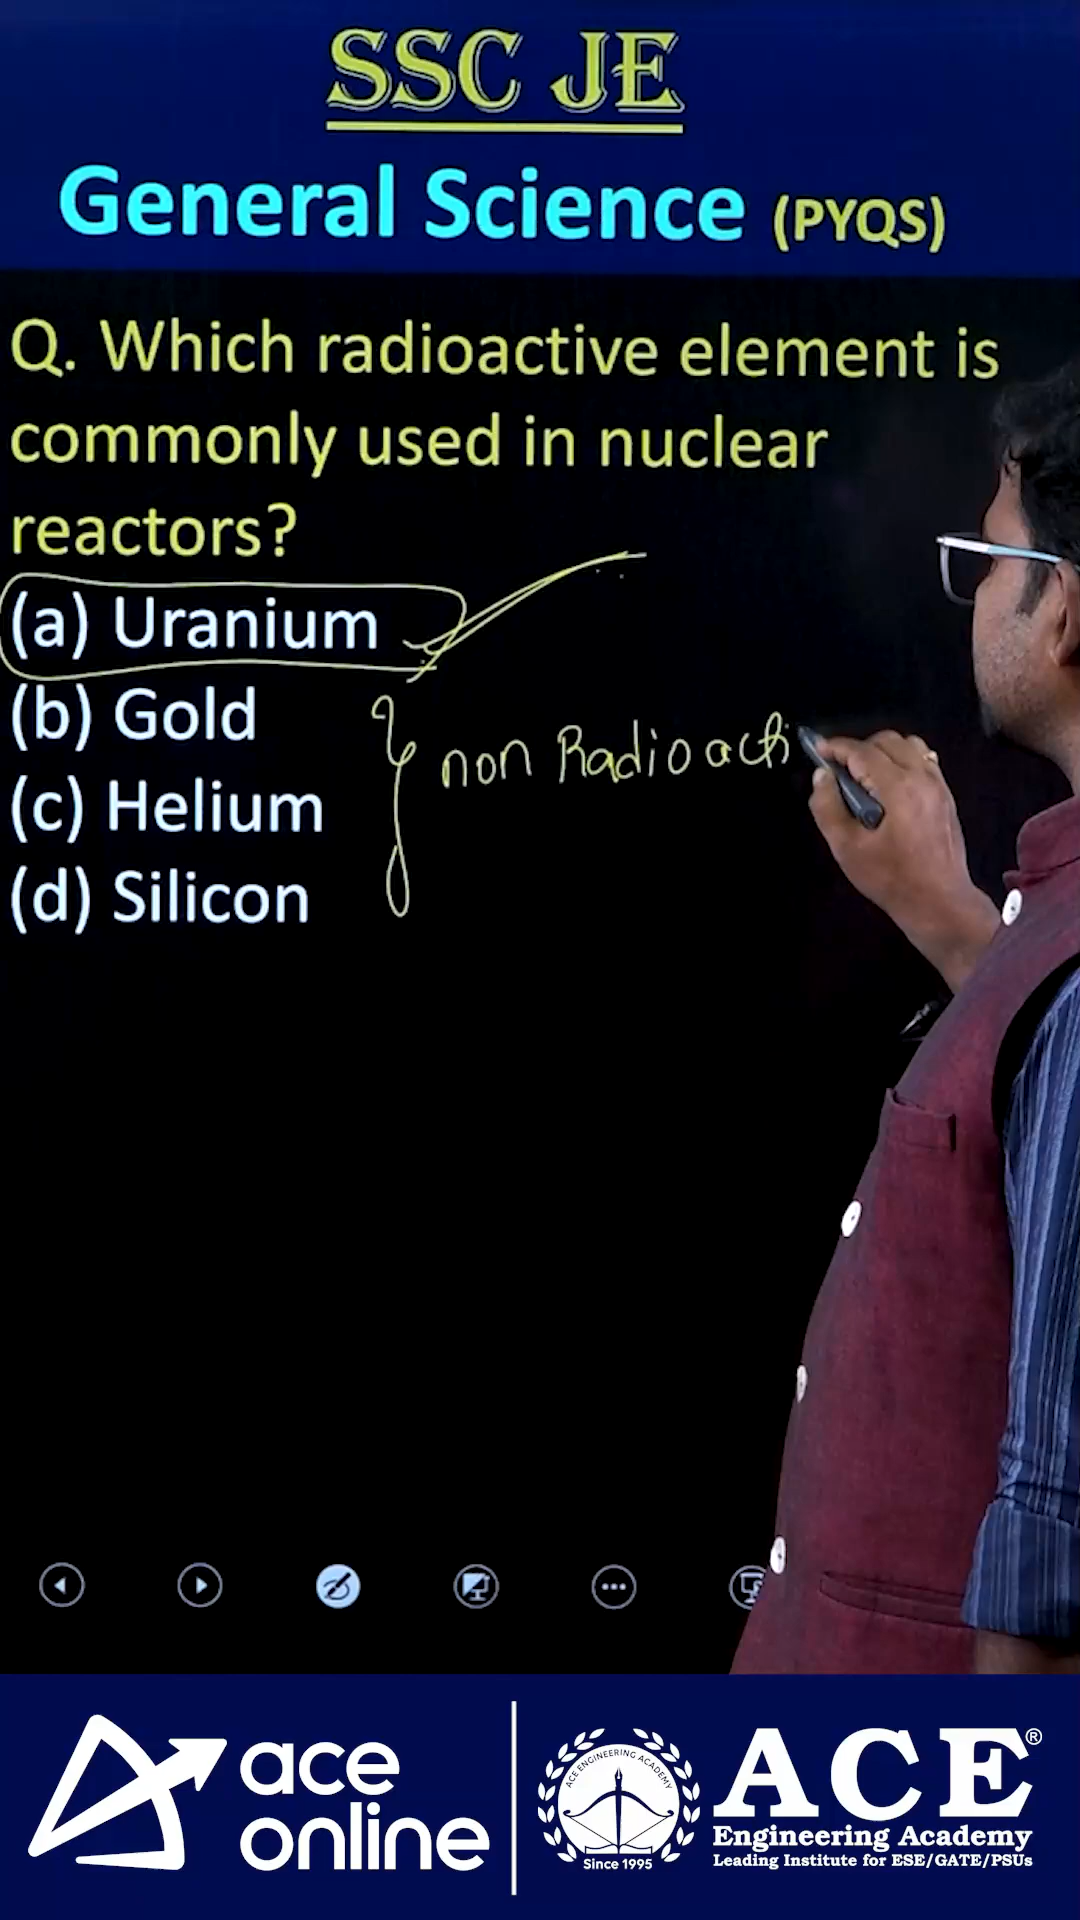 SSC JE
General Science (PYQS)
Q. Which radioactive element is
commonly used in nuclear
reactors?
(a) Uranium
(b) Gold
non Radioacti
(c) Helium
(d) Silicon
ace
online
ACE ENGINEERING ACADEMY
Since 1995
ACE®
Engineering Academy
Leading Institute for ESE/GATE/PSUs